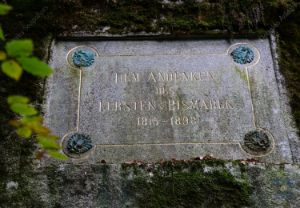 DEM ANDENKEN
DES
FÜRSTEN BISMARCK
1815-1898